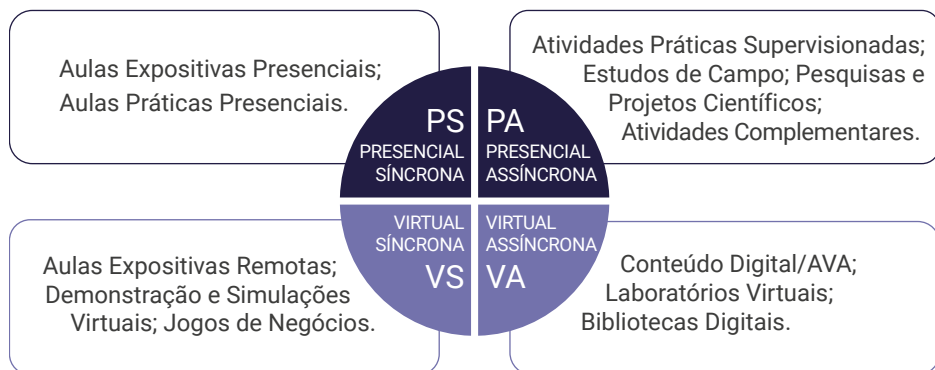 Aulas Expositivas Presenciais;
Aulas Práticas Presenciais.
Atividades Práticas Supervisionadas;
Estudos de Campo; Pesquisas e
Projetos Científicos;
Atividades Complementares.
PS
PRESENCIAL
SÍNCRONA
PA
PRESENCIAL
ASSÍNCRONA
VIRTUAL
SÍNCRONA
VS
VIRTUAL
ASSÍNCRONA
VA
Aulas Expositivas Remotas;
Demonstração e Simulações
Virtuais; Jogos de Negócios.
Conteúdo Digital/AVA;
Laboratórios Virtuais;
Bibliotecas Digitais.